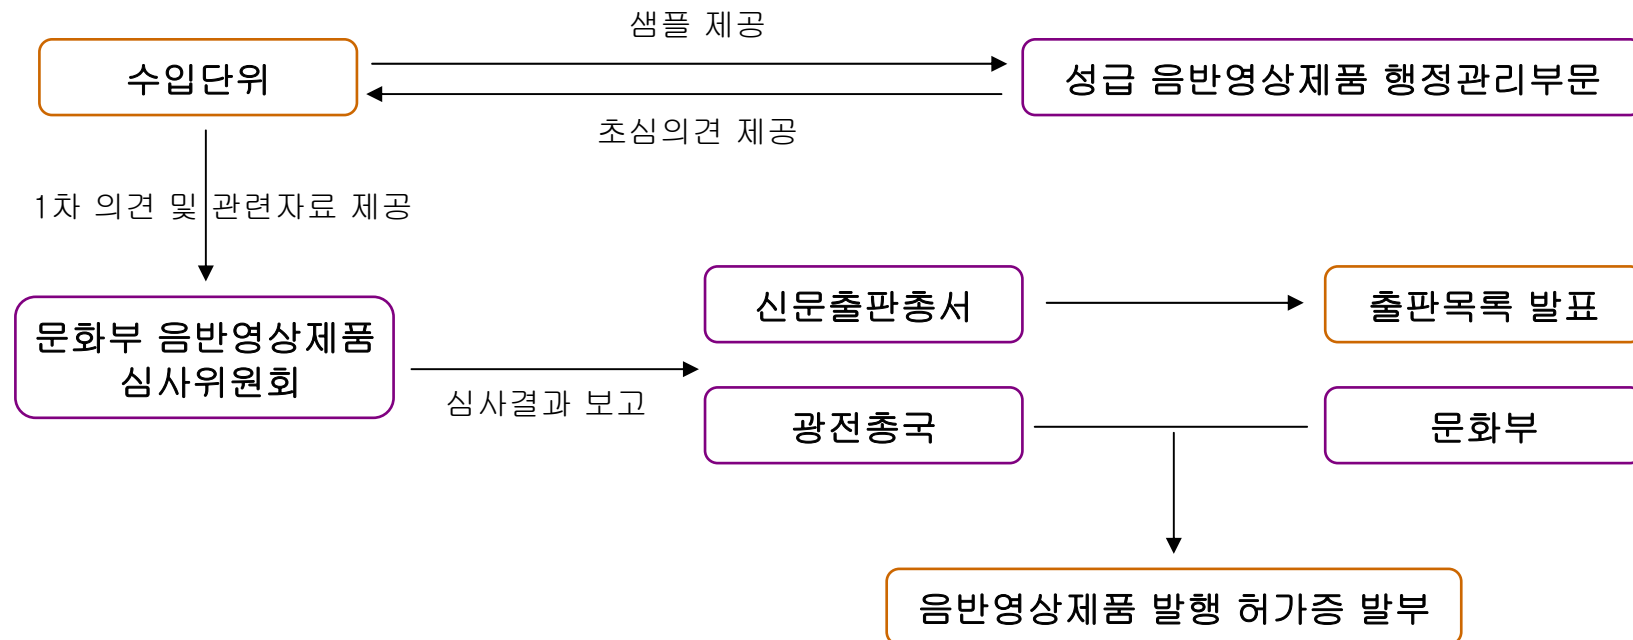 샘플 제공
수입단위
성급 음반영상제품 행정관리부문
초심의견 제공
1차 의견 및 관련자료 제공
신문출판총서
출판목록 발표
문화부 음반영상제품
심사위원회
심사결과 보고
광전총국
문화부
음반영상제품 발행 허가증 발부